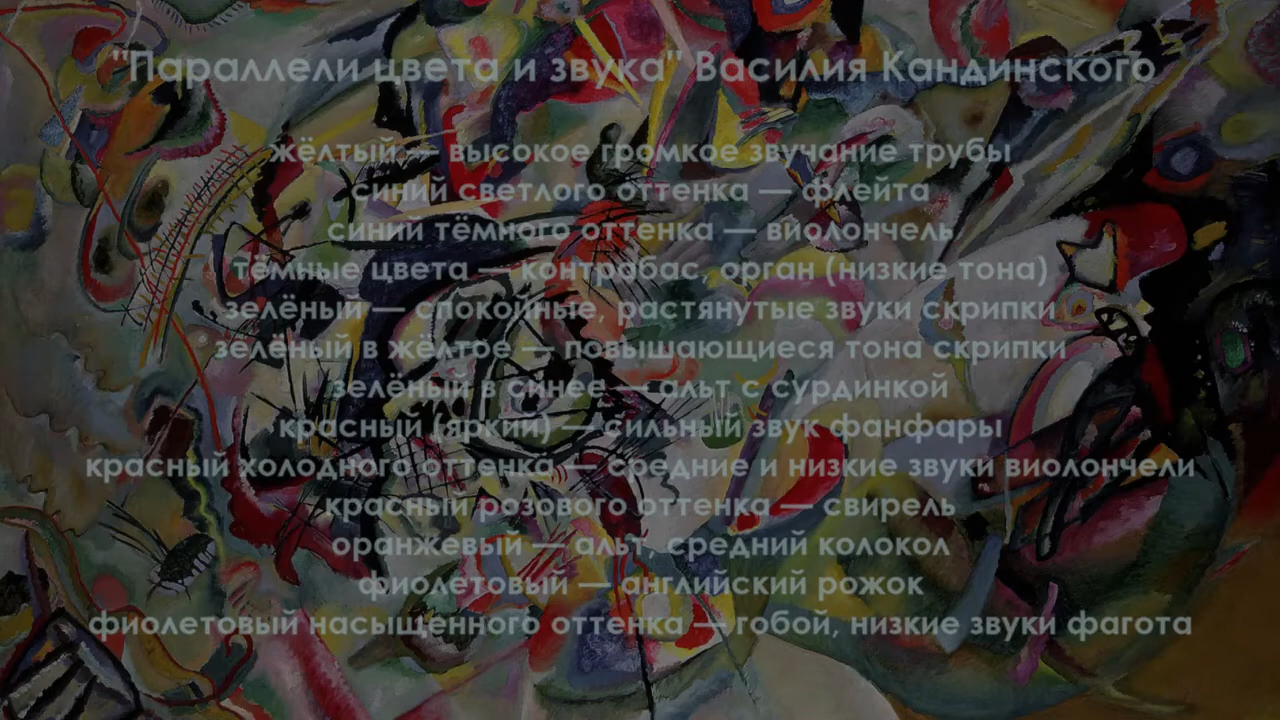 "Параллели цвета и звука" Василия Кандинского
жёлтый — высокое громкое звучание трубы
синий светлого оттенка — флейта
синий тёмного оттенка — виолончель
тёмные цвета — контрабас, орган (низкие тона)
зелёный — спокойные, растянутые звуки скрипки
зелёный в жёлтое — повышающиеся тона скрипки
зелёный в синее — альт с сурдинкой
красный (яркий) — сильный звук фанфары
красный холодного оттенка — средние и низкие звуки виолончели
красный розового оттенка — свирель
оранжевый — альт, средний колокол
фиолетовый — английский рожок
фиолетовый насыщенного оттенка — гобой, низкие звуки фагота